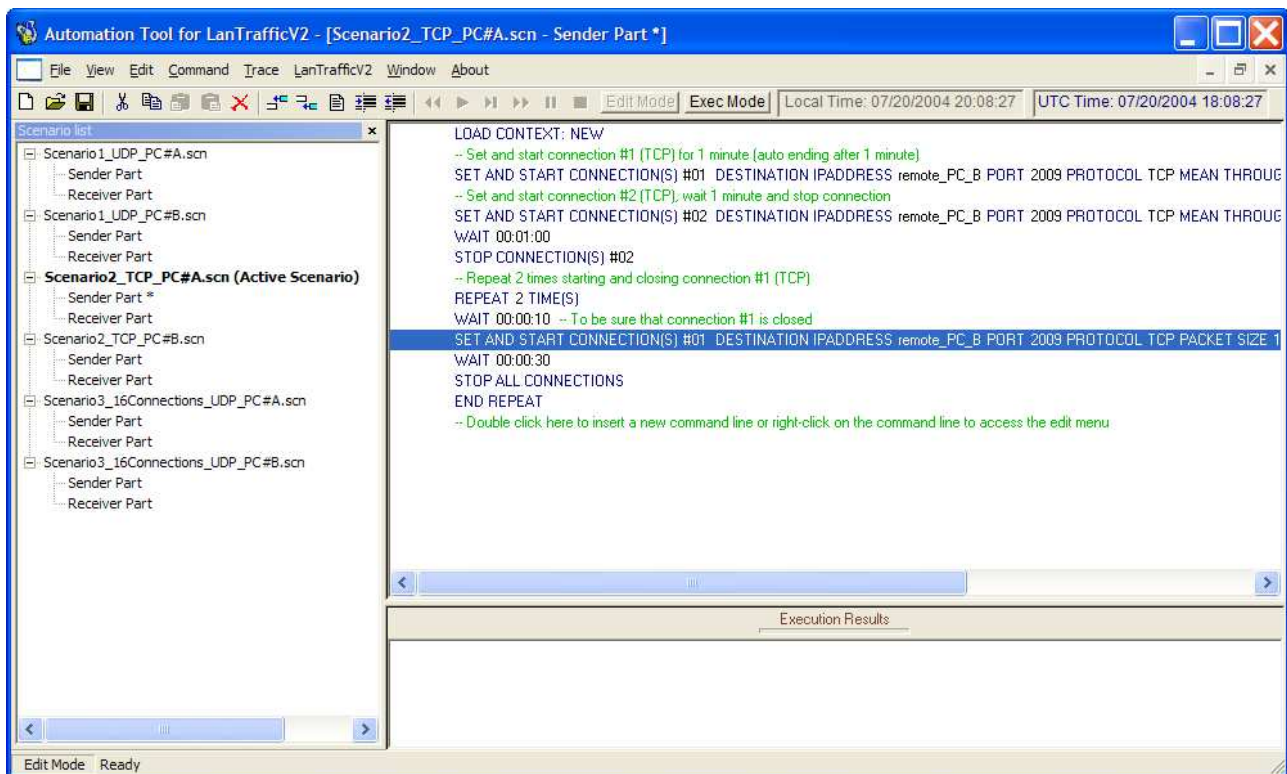 Automation Tool for LanTrafficV2 - [Scenario2_TCP_PC#A.scn - Sender Part *]
File View Edit Command Trace LanTrafficV2 Window About
Edit Mode Exec Mode Local Time: 07/20/2004 20:08:27 UTC Time: 07/20/2004 18:08:27
Scenario list
Scenario1_UDP_PC#A.scn
Sender Part
Receiver Part
Scenario1_UDP_PC#B.scn
Sender Part
Receiver Part
Scenario2_TCP_PC#A.scn (Active Scenario)
Sender Part *
Receiver Part
Scenario2_TCP_PC#B.scn
Sender Part
Receiver Part
Scenario3_16Connections_UDP_PC#A.scn
Sender Part
Receiver Part
Scenario3_16Connections_UDP_PC#B.scn
Sender Part
Receiver Part
LOAD CONTEXT: NEW
-- Set and start connection #1 (TCP) for 1 minute (auto ending after 1 minute)
SET AND START CONNECTION(S) #01 DESTINATION IPADDRESS remote_PC_B PORT 2009 PROTOCOL TCP MEAN THROUG
-- Set and start connection #2 (TCP), wait 1 minute and stop connection
SET AND START CONNECTION(S) #02 DESTINATION IPADDRESS remote_PC_B PORT 2009 PROTOCOL TCP MEAN THROUG
WAIT 00:01:00
STOP CONNECTION(S) #02
-- Repeat 2 times starting and closing connection #1 (TCP)
REPEAT 2 TIME(S)
WAIT 00:00:10 -- To be sure that connection #1 is closed
SET AND START CONNECTION(S) #01 DESTINATION IPADDRESS remote_PC_B PORT 2009 PROTOCOL TCP PACKET SIZE 1
WAIT 00:00:30
STOP ALL CONNECTIONS
END REPEAT
-- Double click here to insert a new command line or right-click on the command line to access the edit menu
Execution Results
Edit Mode Ready